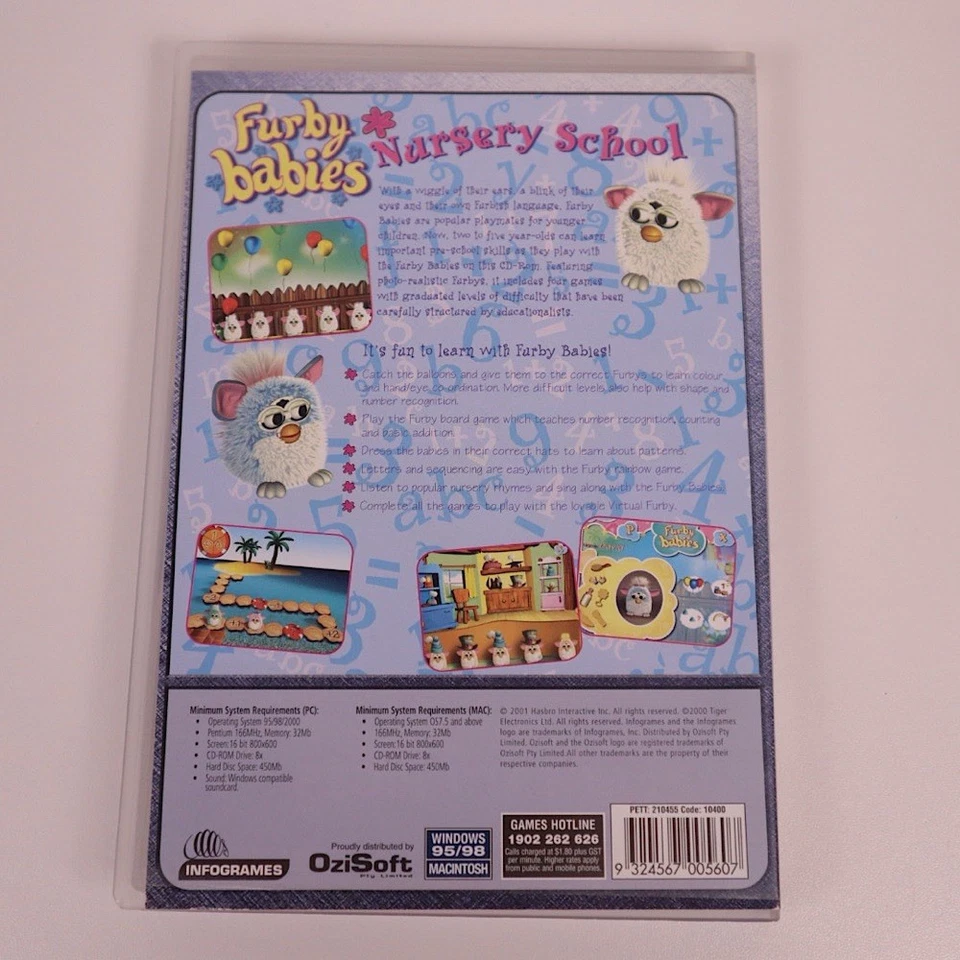 Furby babies
Nursery School
With a wiggle of their ears, a blink of their
eyes and their own Furbish language, Furby
Babies are popular playmates for younger
children. Now, two to five year-olds can learn
important pre-school skills as they play with
the Furby Babies on this CD-Rom. Featuring
photo-realistic Furbys, it includes four games
with graduated levels of difficulty that have been
carefully structured by educationalists.
It's fun to learn with Furby Babies!
Catch the balloons and give them to the correct Furbys to learn colour
and hand/eye co-ordination. More difficult levels also help with shape and
number recognition.
Play the Furby board game which teaches number recognition, counting
and basic addition.
Dress the babies in their correct hats to learn about patterns.
Letters and sequencing are easy with the Furby rainbow game.
Listen to popular nursery rhymes and sing along with the Furby Babies.
Complete all the games to play with the lovable Virtual Furby.
Furby babies
Minimum System Requirements (PC):
• Operating System 95/98/2000
• Pentium 166MHz, Memory: 32Mb
• Screen:16 bit 800x600
• CD-ROM Drive: 8x
• Hard Disc Space: 450Mb
• Sound: Windows compatible
soundcard.
Minimum System Requirements (MAC):
• Operating System OS7.5 and above
• 166MHz, Memory: 32Mb
• Screen:16 bit 800x600
• CD-ROM Drive: 8x
• Hard Disc Space: 450Mb
© 2001 Hasbro Interactive Inc. All rights reserved. ©2000 Tiger
Electronics Ltd. All rights reserved. Infogrames and the Infogrames
logo are trademarks of Infogrames, Inc. Distributed by Ozisoft Pty
Limited. Ozisoft and the Ozisoft logo are registered trademarks of
Ozisoft Pty Limited.All other trademarks are the property of their
respective companies.
INFOGRAMES
Proudly distributed by
OziSoft
Pty Limited
WINDOWS
95/98
MACINTOSH
GAMES HOTLINE
1902 262 626
Calls charged at $1.80 plus GST
per minute. Higher rates apply
from public and mobile phones.
PETT: 210455 Code: 10400
9 324567 005607